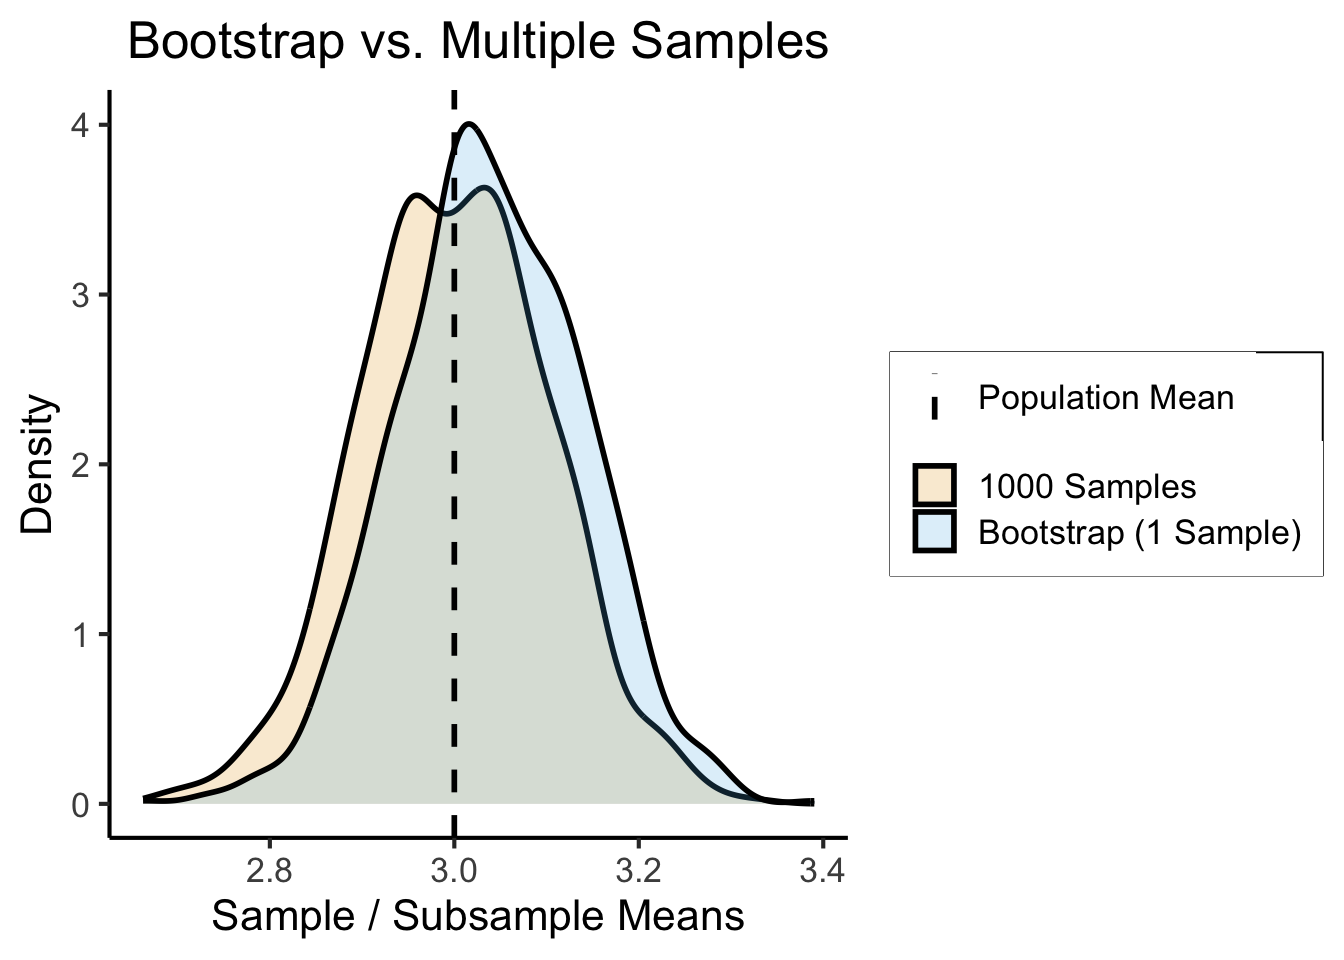 Bootstrap vs. Multiple Samples
4
3
2
1
0
Density
2.8 3.0 3.2 3.4
Sample / Subsample Means
Population Mean
1000 Samples
Bootstrap (1 Sample)